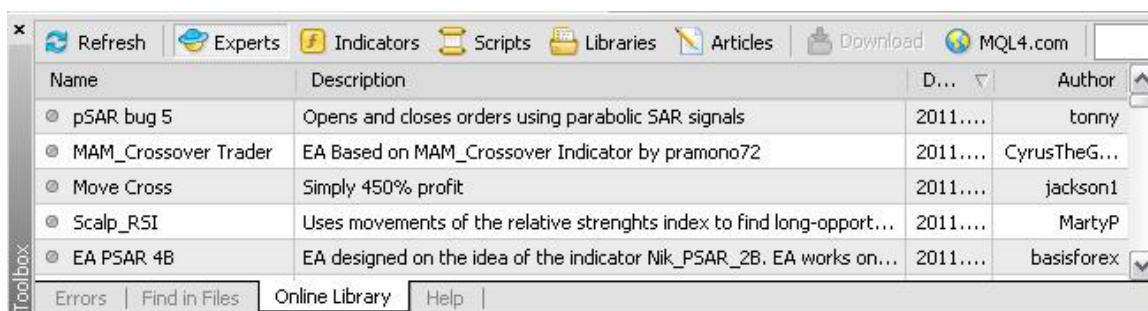 Refresh Experts Indicators Scripts Libraries Articles Download MQL4.com
Name Description D... Author
pSAR bug 5 Opens and closes orders using parabolic SAR signals 2011.... tonny
MAM_Crossover Trader EA Based on MAM_Crossover Indicator by pramono72 2011.... CyrusTheG...
Move Cross Simply 450% profit 2011.... jackson1
Scalp_RSI Uses movements of the relative strenghts index to find long-opport... 2011.... MartyP
EA PSAR 4B EA designed on the idea of the indicator Nik_PSAR_2B. EA works on... 2011.... basisforex
Errors Find in Files Online Library Help
Toolbox